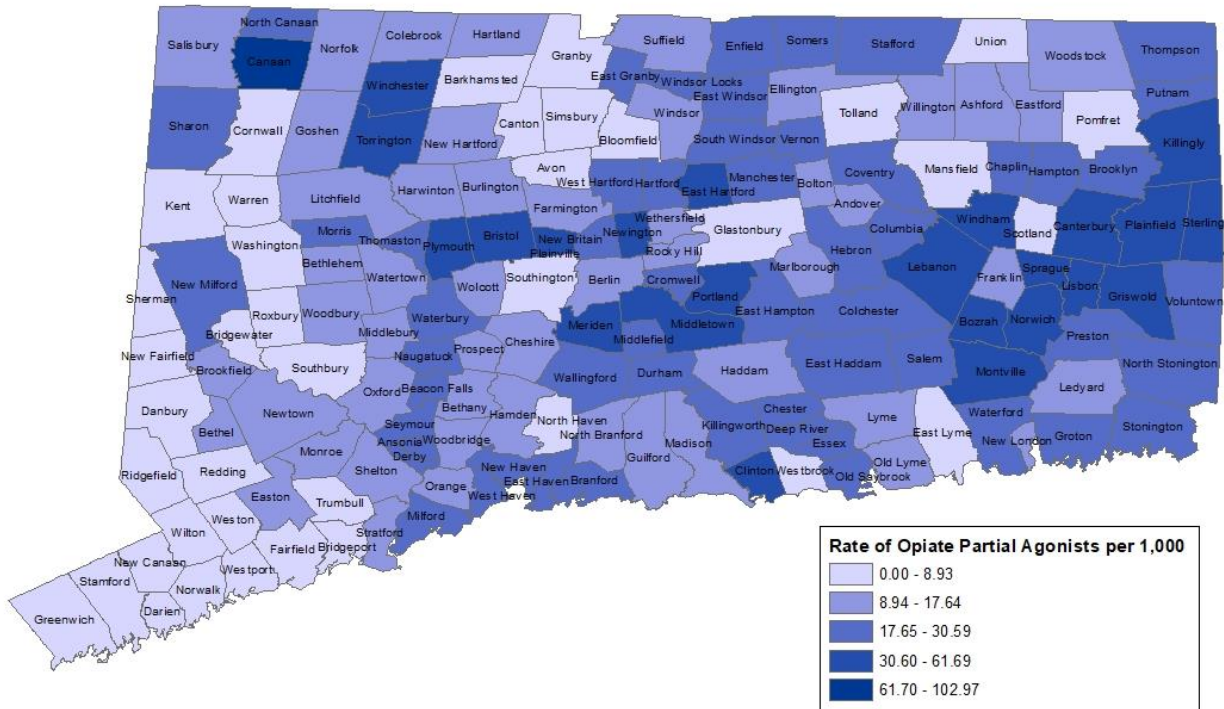 North Canaan
Salisbury
Canaan
Norfolk
Colebrook
Hartland
Granby
Suffield
Enfield
Somers
Stafford
Union
Woodstock
Thompson
Winchester
Barkhamsted
East Granby
Windsor Locks
East Windsor
Ellington
Putnam
Sharon
Cornwall
Goshen
Torrington
New Hartford
Canton
Simsbury
Bloomfield
Windsor
South Windsor
Vernon
Tolland
Willington
Ashford
Eastford
Pomfret
Killingly
Kent
Warren
Litchfield
Harwinton
Burlington
Avon
West Hartford
Hartford
East Hartford
Manchester
Bolton
Coventry
Mansfield
Chaplin
Hampton
Brooklyn
Washington
Morris
Bethlehem
Thomaston
Watertown
Plymouth
Bristol
Farmington
New Britain
Plainville
Newington
Wethersfield
Rocky Hill
Glastonbury
Andover
Hebron
Columbia
Windham
Scotland
Canterbury
Plainfield
Sterling
Sherman
New Milford
Roxbury
Bridgewater
Woodbury
Middlebury
Waterbury
Wolcott
Southington
Berlin
Cromwell
Portland
Marlborough
East Hampton
Colchester
Lebanon
Franklin
Sprague
Lisbon
Griswold
Voluntown
Bozrah
Norwich
Preston
New Fairfield
Brookfield
Southbury
Naugatuck
Prospect
Cheshire
Meriden
Middlefield
Middletown
Danbury
Bethel
Newtown
Oxford
Beacon Falls
Bethany
Hamden
Wallingford
Durham
Haddam
East Haddam
Salem
Montville
Ledyard
North Stonington
Ridgefield
Redding
Monroe
Seymour
Ansonia
Derby
Woodbridge
North Haven
North Branford
Guilford
Madison
Killingworth
Chester
Deep River
Essex
Lyme
East Lyme
Waterford
New London
Groton
Stonington
Easton
Shelton
Trumbull
Orange
New Haven
East Haven
West Haven
Branford
Clinton
Westbrook
Old Saybrook
Old Lyme
Wilton
Weston
Fairfield
Bridgeport
Stratford
Milford
New Canaan
Westport
Norwalk
Darien
Stamford
Greenwich
Rate of Opiate Partial Agonists per 1,000
0.00 - 8.93
8.94 - 17.64
17.65 - 30.59
30.60 - 61.69
61.70 - 102.97